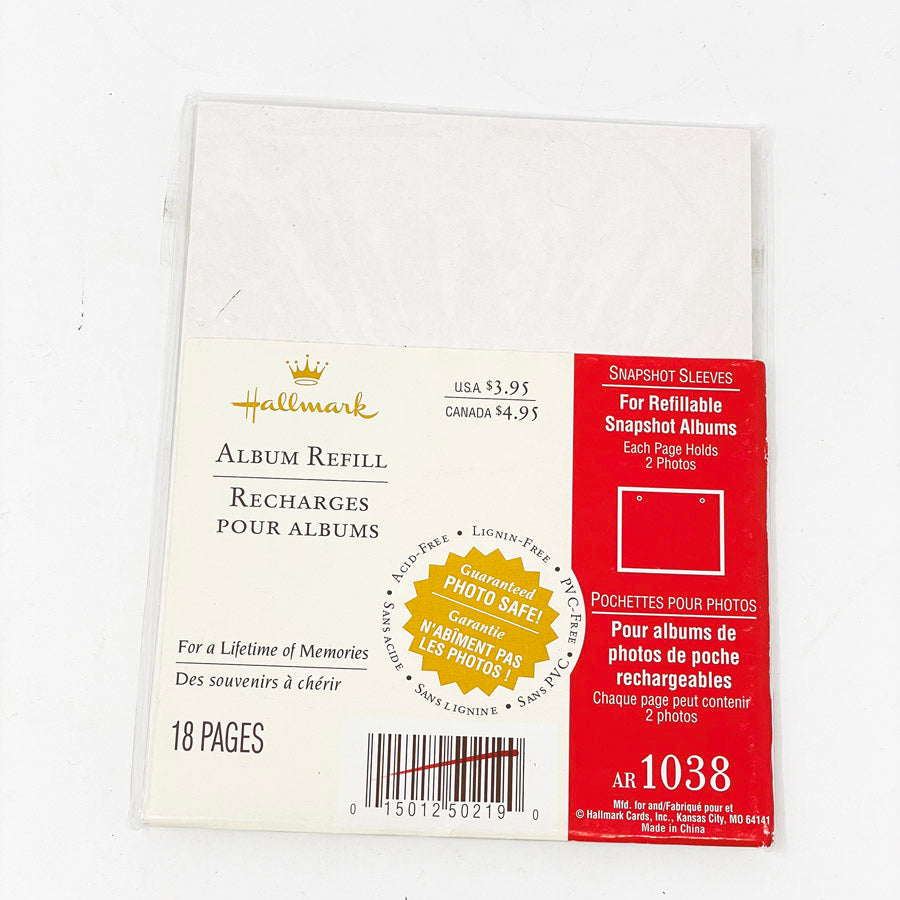 Hallmark
ALBUM REFILL
RECHARGES
POUR ALBUMS
U.S.A $3.95
CANADA $4.95
For a Lifetime of Memories
Des souvenirs à chérir
18 PAGES
ACID-FREE • LIGNIN-FREE • PVC-FREE • SANS PVC • SANS LIGNINE • SANS ACIDE •
Guaranteed
PHOTO SAFE!
Garantie
N'ABÎMENT PAS
LES PHOTOS !
0 15012 50219 0
SNAPSHOT SLEEVES
For Refillable
Snapshot Albums
Each Page Holds
2 Photos
POCHETTES POUR PHOTOS
Pour albums de
photos de poche
rechargeables
Chaque page peut contenir
2 photos
AR 1038
Mfd. for and/Fabriqué pour et
© Hallmark Cards, Inc., Kansas City, MO 64141
Made in China